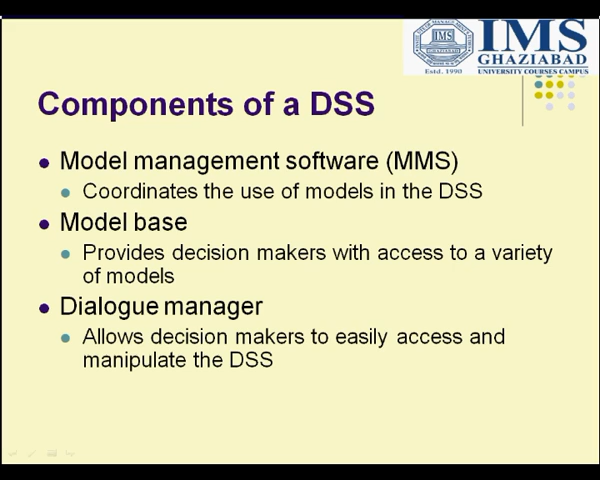 IMS
GHAZIABAD
UNIVERSITY COURSES CAMPUS
Estd. 1990
Components of a DSS
Model management software (MMS)
Coordinates the use of models in the DSS
Model base
Provides decision makers with access to a variety
of models
Dialogue manager
Allows decision makers to easily access and
manipulate the DSS